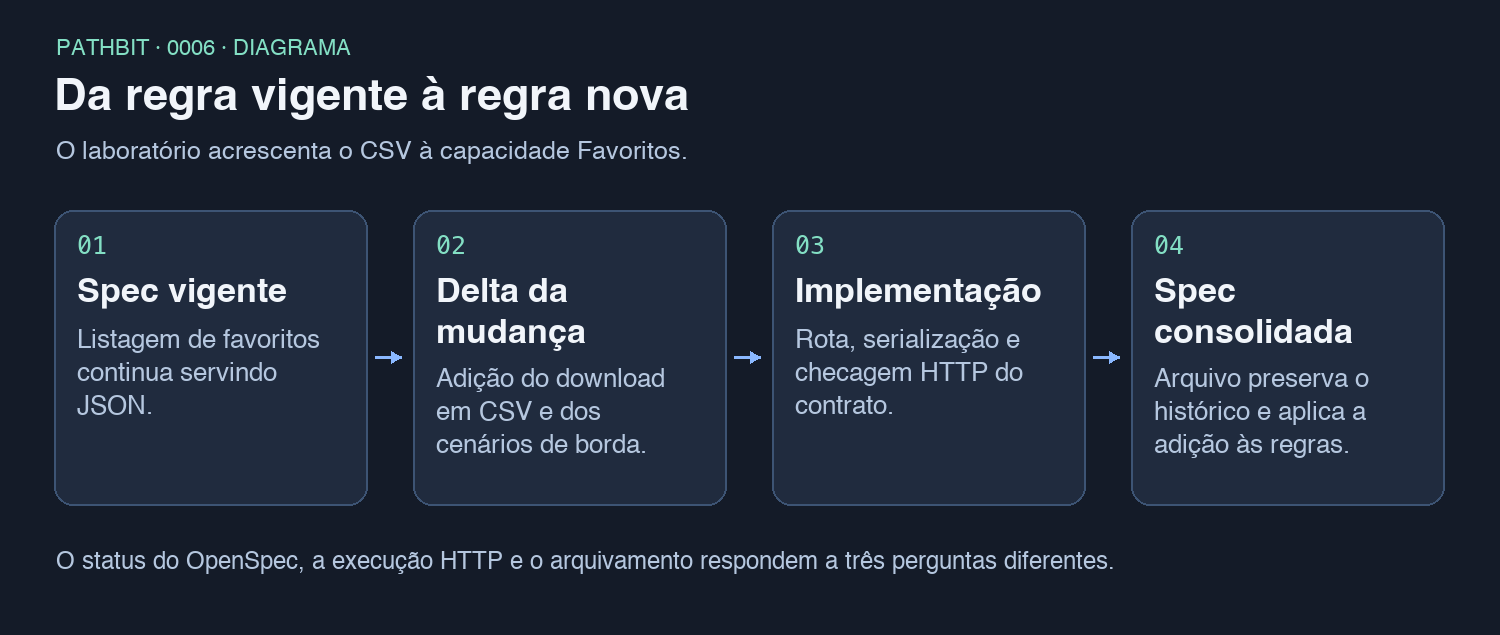 PATHBIT · 0006 · DIAGRAMA
Da regra vigente à regra nova
O laboratório acrescenta o CSV à capacidade Favoritos.
01
Spec vigente
Listagem de favoritos
continua servindo
JSON.
02
Delta da
mudança
Adição do download
em CSV e dos
cenários de borda.
03
Implementação
Rota, serialização e
checagem HTTP do
contrato.
04
Spec
consolidada
Arquivo preserva o
histórico e aplica a
adição às regras.
O status do OpenSpec, a execução HTTP e o arquivamento respondem a três perguntas diferentes.